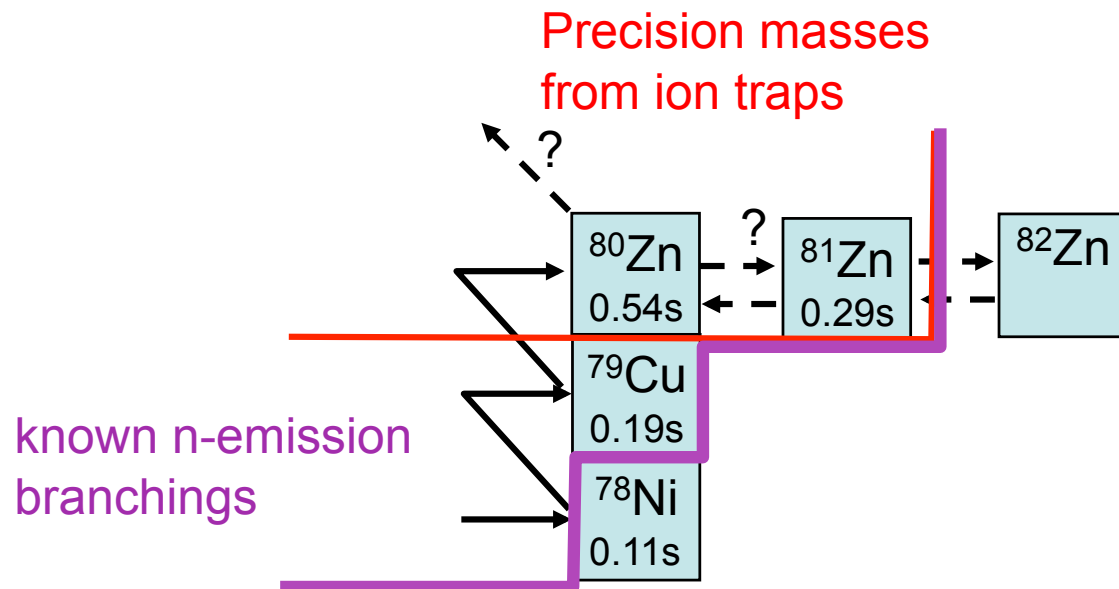 Precision masses
from ion traps
?
?
⁸⁰Zn
0.54s
⁸¹Zn
0.29s
⁸²Zn
⁷⁹Cu
0.19s
known n-emission
branchings
⁷⁸Ni
0.11s